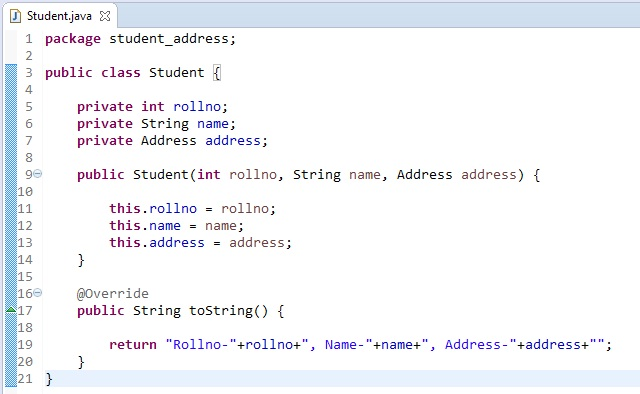 Student.java
1 package student_address;
2
3 public class Student {
4
5 private int rollno;
6 private String name;
7 private Address address;
8
9 public Student(int rollno, String name, Address address) {
10
11 this.rollno = rollno;
12 this.name = name;
13 this.address = address;
14 }
15
16 @Override
17 public String toString() {
18
19 return "Rollno-"+rollno+", Name-"+name+", Address-"+address+"";
20 }
21 }